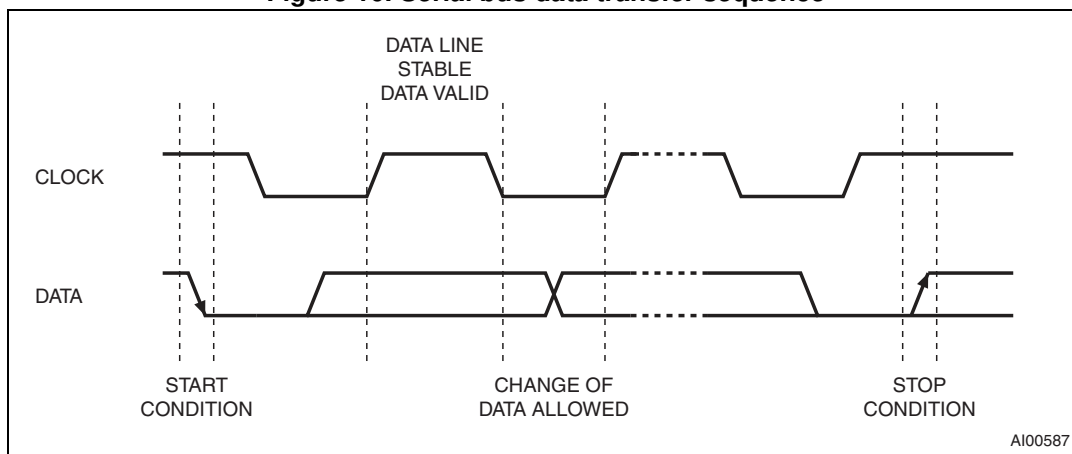 Figure Serial bus data transfer sequence
DATA LINE
STABLE
DATA VALID
CLOCK
DATA
START
CONDITION
CHANGE OF
DATA ALLOWED
STOP
CONDITION
AI00587